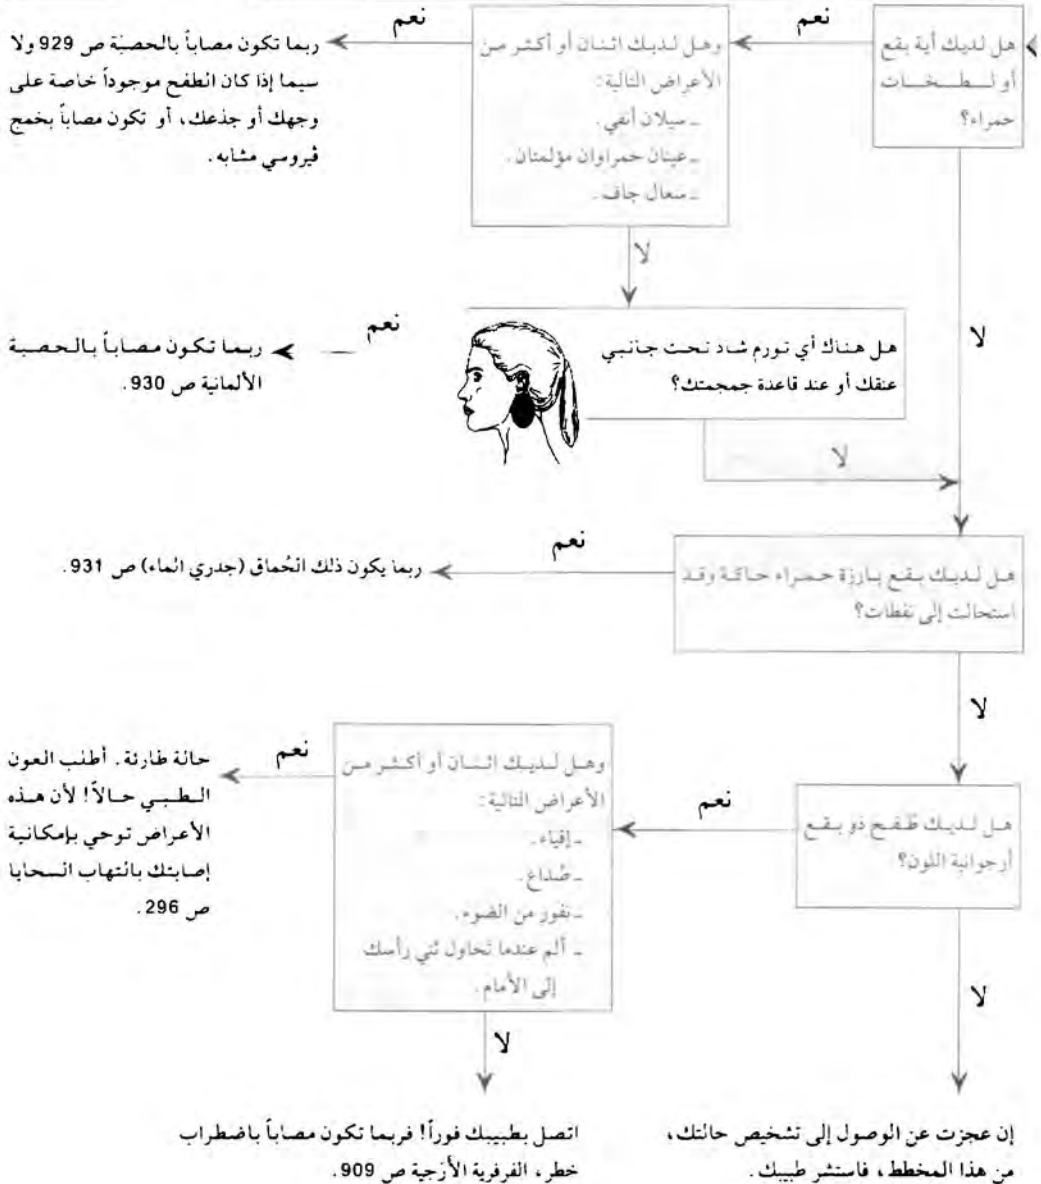 هل لديك أية بقع
أو لطخات
حمراء؟
نعم
وهل لديك اثنان أو أكثر من
الأعراض التالية:
ـ سيلان أنفي.
ـ عينان حمراوان مؤلمتان.
ـ سعال جاف.
نعم
ربما تكون مصاباً بالحصبة ص 929 ولا
سيما إذا كان الطفح موجوداً خاصة على
وجهك أو جذعك، أو تكون مصاباً بخمج
ڤيروسي مشابه.
لا
لا
هل هناك أي تورم شاد تحت جانبي
عنقك أو عند قاعدة جمجمتك؟
نعم
ربما تكون مصاباً بالحصبة
الألمانية ص 930.
لا
هل لديك بقع بارزة حمراء حاكّة وقد
استحالت إلى نفطات؟
نعم
ربما يكون ذلك الحُماق (جدري الماء) ص 931.
لا
هل لديك طَفح ذو بقع
أرجوانية اللون؟
نعم
وهل لديك اثنان أو أكثر من
الأعراض التالية:
ـ إقياء.
ـ صُداع.
ـ نفور من الضوء.
ـ ألم عندما تحاول ثني رأسك
إلى الأمام.
نعم
حالة طارئة. أطلب العون
الطبي حالاً! لأن هذه
الأعراض توحي بإمكانية
إصابتك بالتهاب السحايا
ص 296.
لا
لا
إن عجزت عن الوصول إلى تشخيص حالتك،
من هذا المخطط، فاستشر طبيبك.
اتصل بطبيبك فوراً! فربما تكون مصاباً باضطراب
خطر، الفرفرية الأرَجية ص 909.